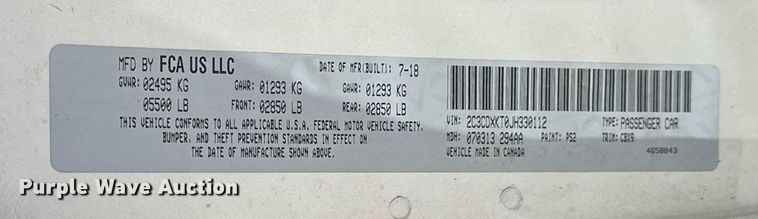 MFD BY FCA US LLC DATE OF MFR(BUILT): 7-18
GVWR: 02495 KG GAWR: 01293 KG GAWR: 01293 KG
05500 LB FRONT: 02850 LB REAR: 02850 LB
THIS VEHICLE CONFORMS TO ALL APPLICABLE U.S.A. FEDERAL MOTOR VEHICLE SAFETY,
BUMPER, AND THEFT PREVENTION STANDARDS IN EFFECT ON
THE DATE OF MANUFACTURE SHOWN ABOVE.
VIN: 2C3CDXKT0JH330112 TYPE: PASSENGER CAR
MDH: 070313 294AA PAINT: PS2 TRIM: CBX9
VEHICLE MADE IN CANADA 4658843
Purple Wave Auction